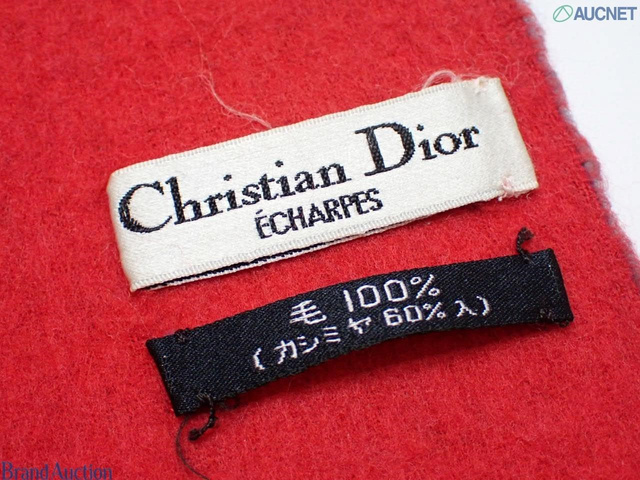 AUCNET
Christian Dior
ÉCHARPES
毛 100%
(カシミヤ 60%入)
Brand Auction